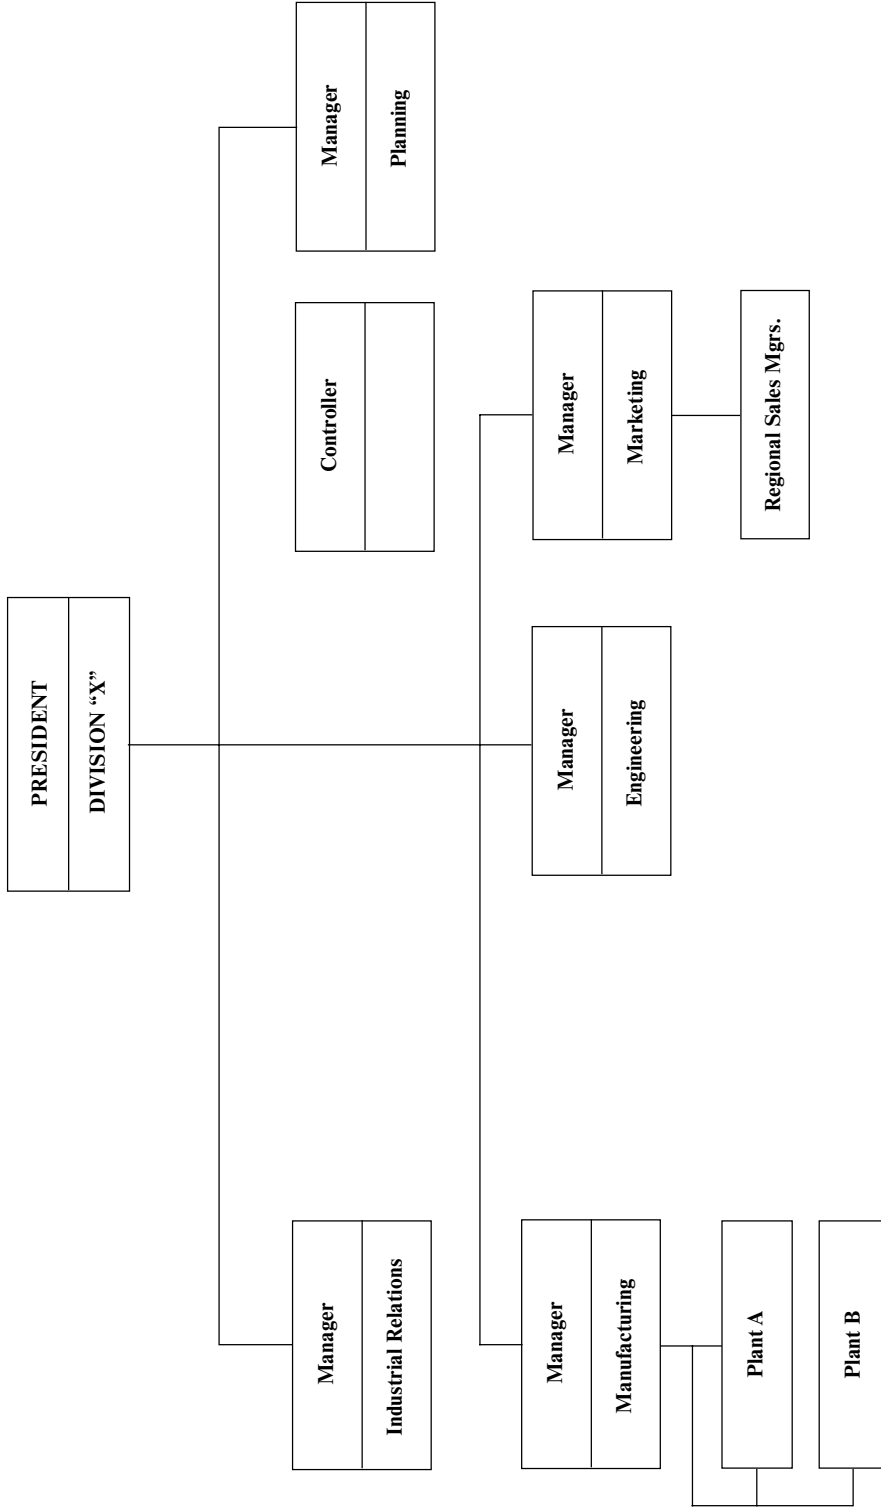 PRESIDENT
DIVISION “X”
Manager
Industrial Relations
Controller
Manager
Planning
Manager
Manufacturing
Manager
Engineering
Manager
Marketing
Plant A
Plant B
Regional Sales Mgrs.